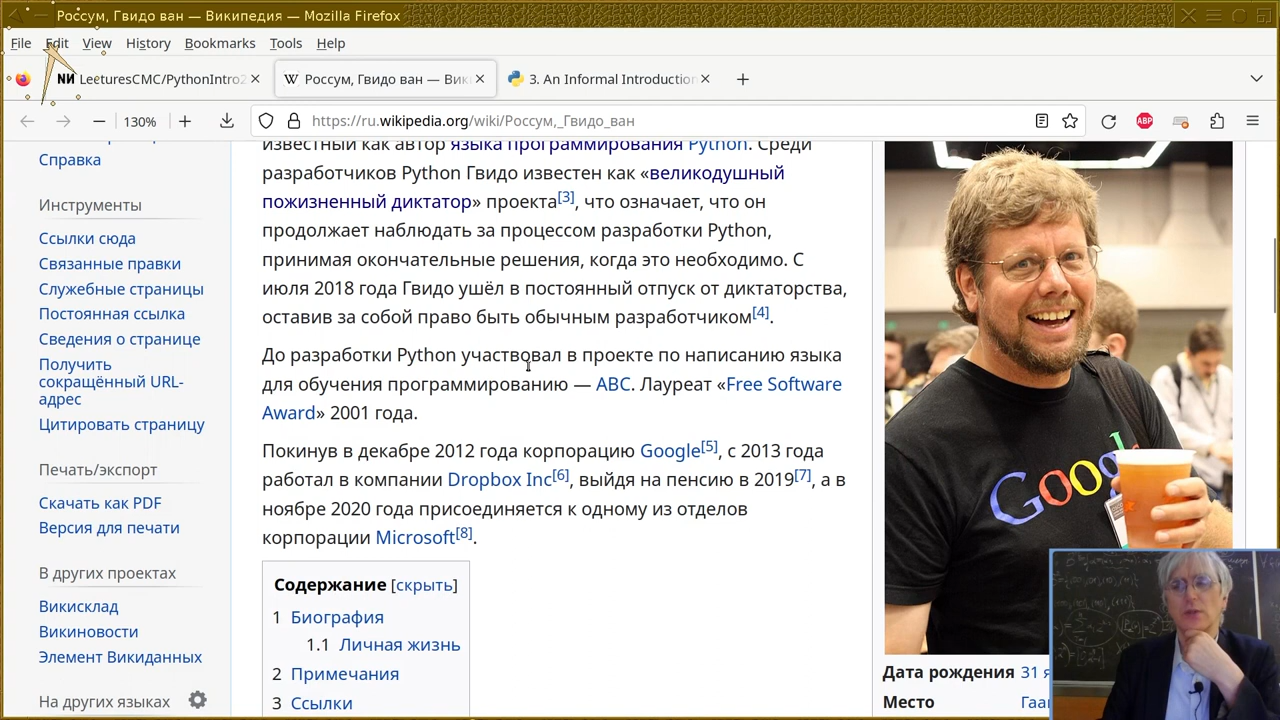 Россум, Гвидо ван — Википедия — Mozilla Firefox
File Edit View History Bookmarks Tools Help
LecturesCMC/PythonIntro2
Россум, Гвидо ван — Вик
3. An Informal Introduction
130%
https://ru.wikipedia.org/wiki/Россум,_Гвидо_ван
ABP
Справка
Инструменты
Ссылки сюда
Связанные правки
Служебные страницы
Постоянная ссылка
Сведения о странице
Получить
сокращённый URL-
адрес
Цитировать страницу
Печать/экспорт
Скачать как PDF
Версия для печати
В других проектах
Викисклад
Викиновости
Элемент Викиданных
На других языках
известный как автор языка программирования Python. Среди
разработчиков Python Гвидо известен как «великодушный
пожизненный диктатор» проекта[3], что означает, что он
продолжает наблюдать за процессом разработки Python,
принимая окончательные решения, когда это необходимо. С
июля 2018 года Гвидо ушёл в постоянный отпуск от диктаторства,
оставив за собой право быть обычным разработчиком[4].
До разработки Python участвовал в проекте по написанию языка
для обучения программированию — ABC. Лауреат «Free Software
Award» 2001 года.
Покинув в декабре 2012 года корпорацию Google[5], с 2013 года
работал в компании Dropbox Inc[6], выйдя на пенсию в 2019[7], а в
ноябре 2020 года присоединяется к одному из отделов
корпорации Microsoft[8].
Содержание [скрыть]
1 Биография
1.1 Личная жизнь
2 Примечания
3 Ссылки
Google
Дата рождения 31
Место